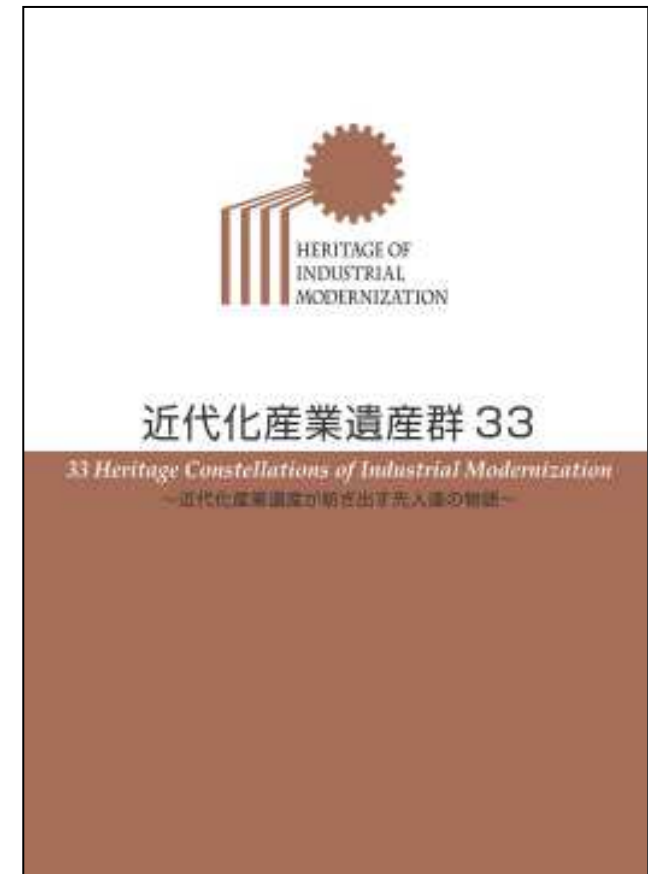 HERITAGE OF
INDUSTRIAL
MODERNIZATION
近代化産業遺産群 33
33 Heritage Constellations of Industrial Modernization
～近代化産業遺産が紡ぎ出す先人達の物語～